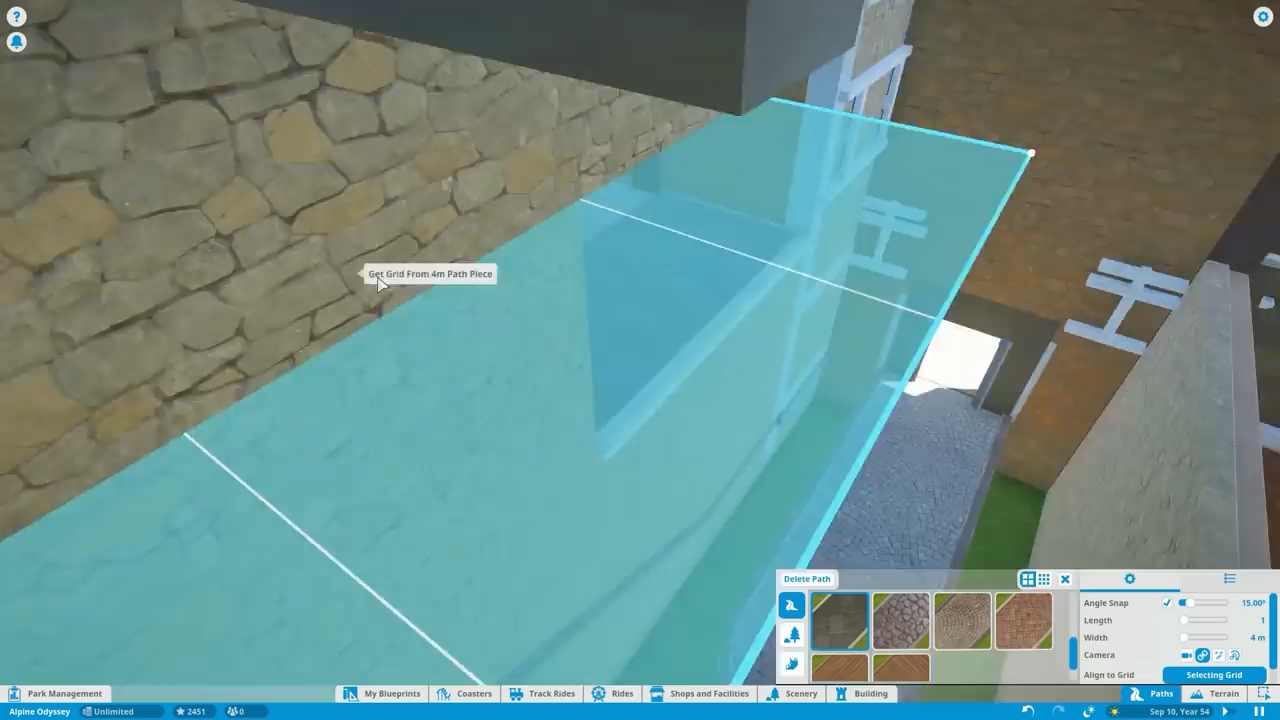 Get Grid From 4m Path Piece
Delete Path
Angle Snap 15.00°
Length 1
Width 4 m
Camera
Align to Grid Selecting Grid
Park Management
My Blueprints
Coasters
Track Rides
Rides
Shops and Facilities
Scenery
Building
Paths
Terrain
Alpine Odyssey Unlimited 2451 0
Sep 10, Year 54